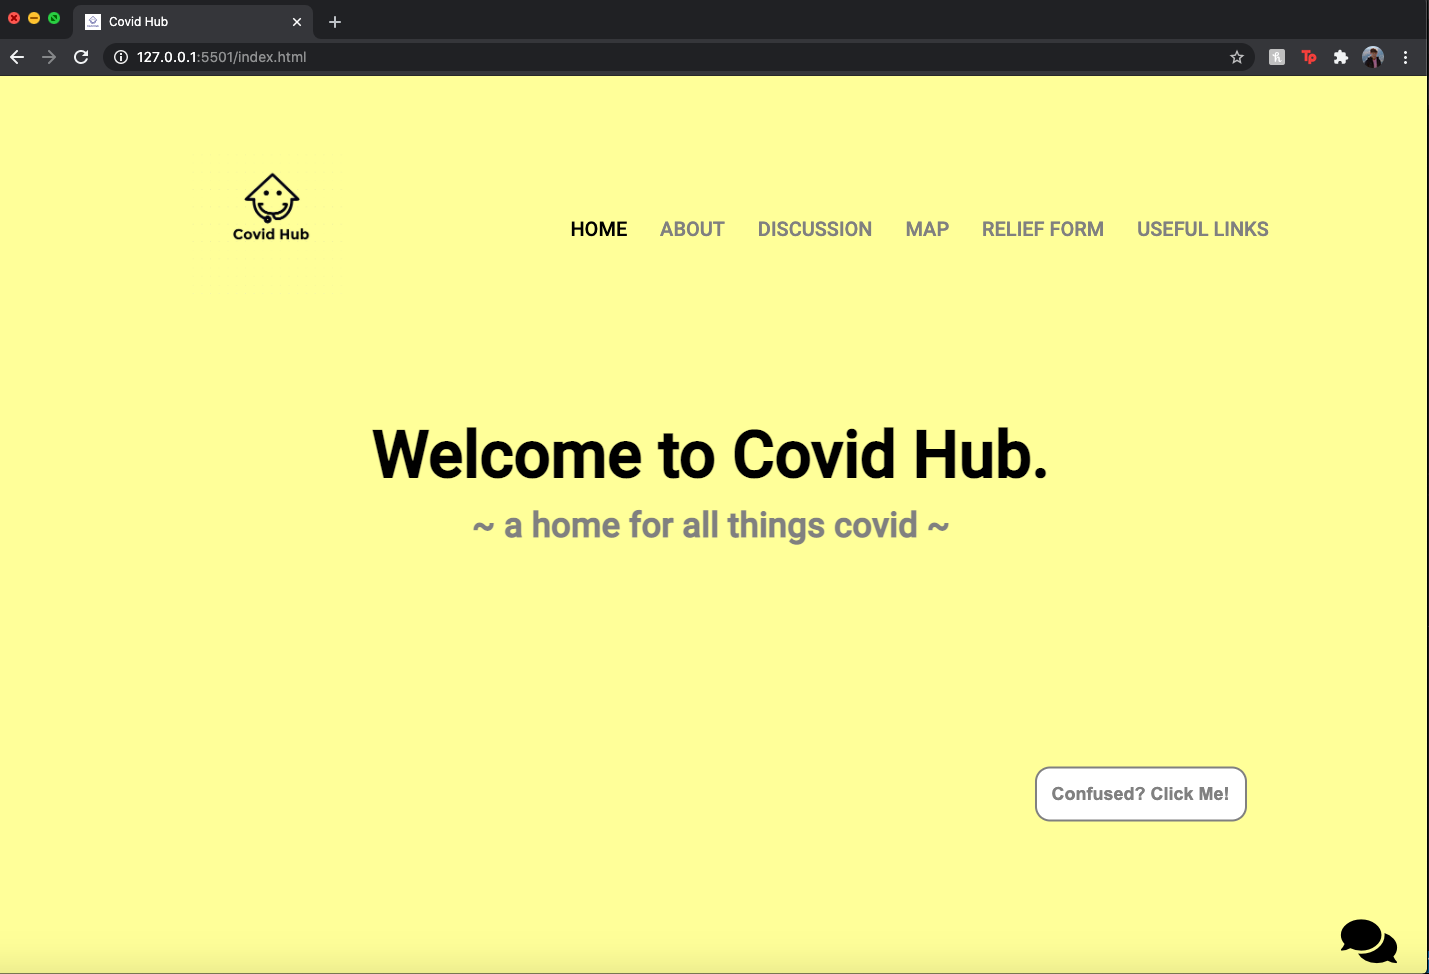 Covid Hub
127.0.0.1:5501/index.html
Tp
Covid Hub
HOME ABOUT DISCUSSION MAP RELIEF FORM USEFUL LINKS
Welcome to Covid Hub.
~ a home for all things covid ~
Confused? Click Me!